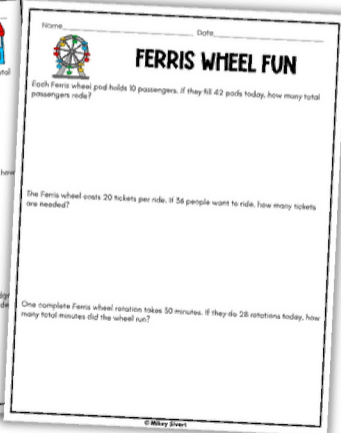 Name
Date
FERRIS WHEEL FUN
Each Ferris wheel pod holds 10 passengers. If they fill 42 pods today, how many total
passengers rode?
The Ferris wheel costs 20 tickets per ride. If 36 people want to ride, how many tickets
are needed?
One complete Ferris wheel rotation takes 30 minutes. If they do 28 rotations today, how
many total minutes did the wheel run?
© Mikey Sivert